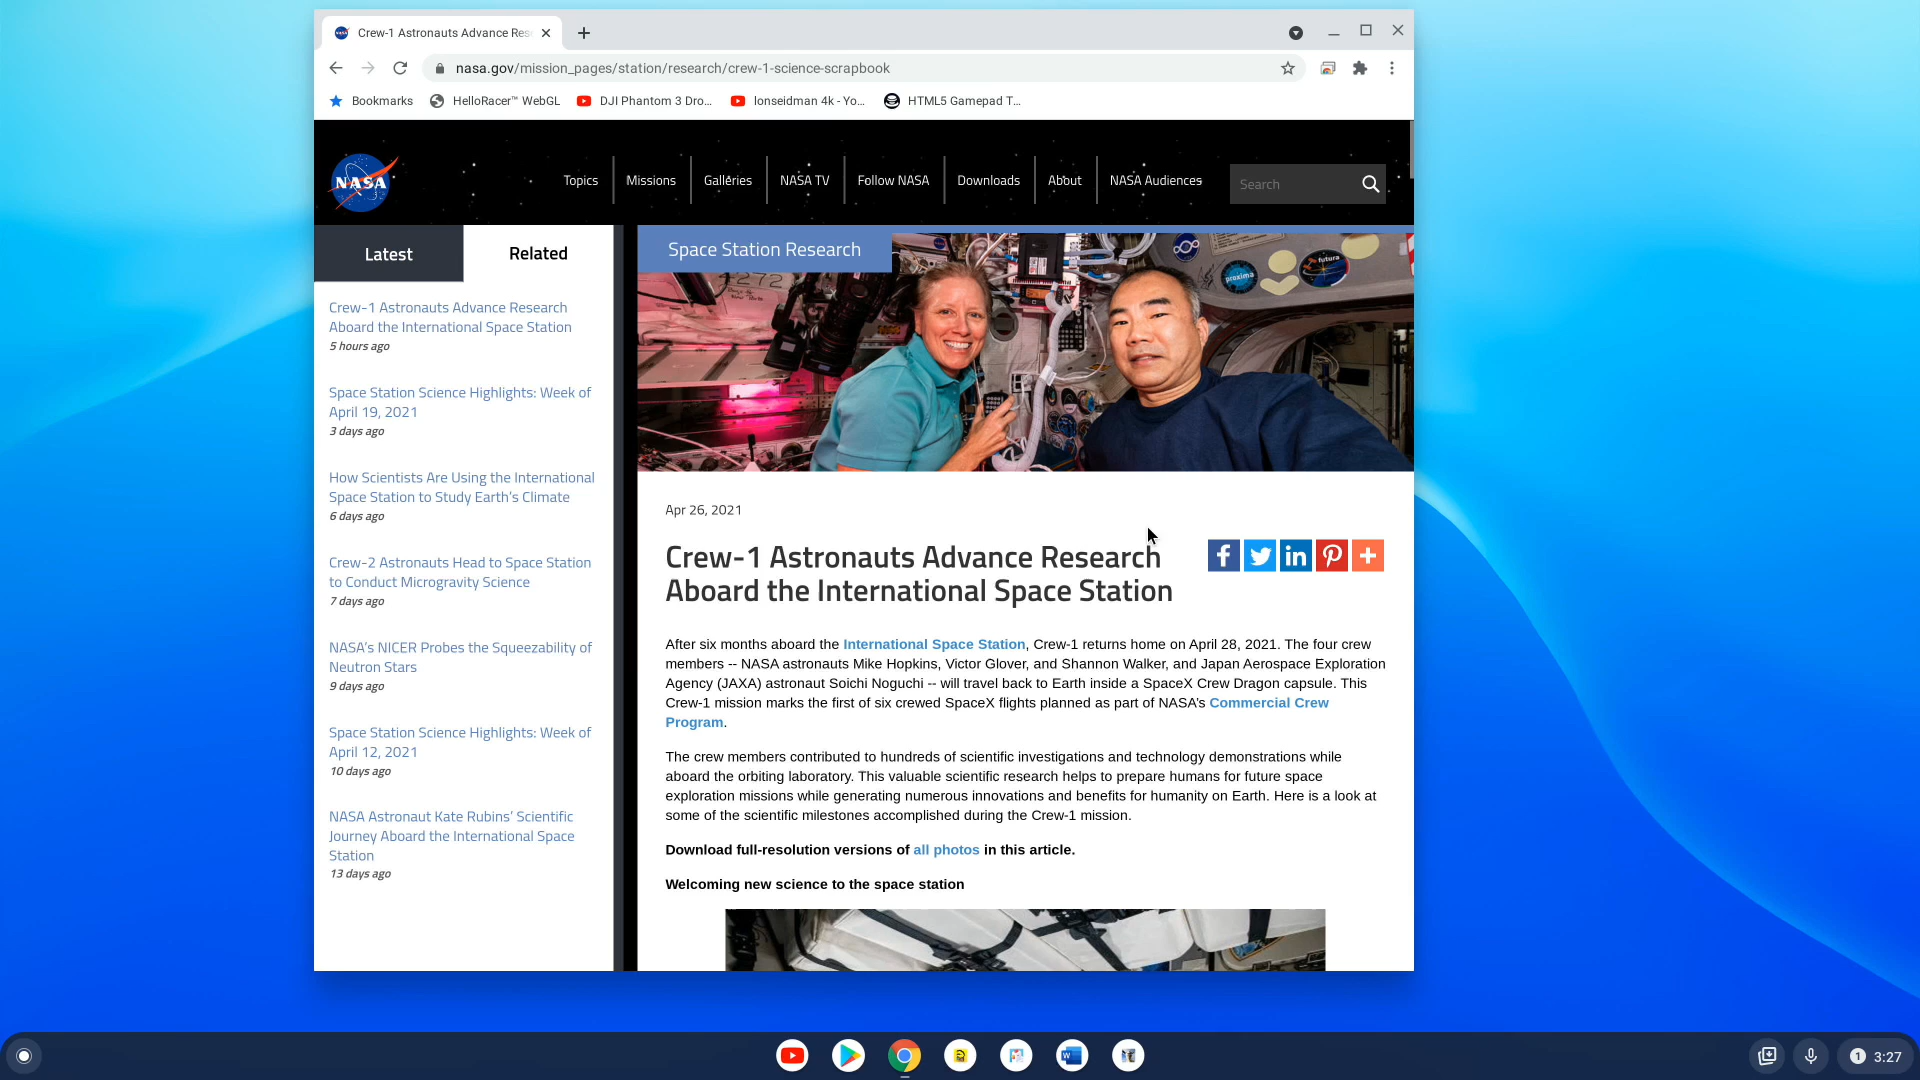 Crew-1 Astronauts Advance Res
nasa.gov/mission_pages/station/research/crew-1-science-scrapbook
Bookmarks
HelloRacer™ WebGL
DJI Phantom 3 Dro...
lonseidman 4k - Yo...
HTML5 Gamepad T...
NASA
Topics
Missions
Galleries
NASA TV
Follow NASA
Downloads
About
NASA Audiences
Search
Latest
Related
Crew-1 Astronauts Advance Research
Aboard the International Space Station
5 hours ago
Space Station Science Highlights: Week of
April 19, 2021
3 days ago
How Scientists Are Using the International
Space Station to Study Earth's Climate
6 days ago
Crew-2 Astronauts Head to Space Station
to Conduct Microgravity Science
7 days ago
NASA's NICER Probes the Squeezability of
Neutron Stars
9 days ago
Space Station Science Highlights: Week of
April 12, 2021
10 days ago
NASA Astronaut Kate Rubins' Scientific
Journey Aboard the International Space
Station
13 days ago
Space Station Research
proxima
futura
Apr 26, 2021
Crew-1 Astronauts Advance Research
Aboard the International Space Station
After six months aboard the International Space Station, Crew-1 returns home on April 28, 2021. The four crew
members -- NASA astronauts Mike Hopkins, Victor Glover, and Shannon Walker, and Japan Aerospace Exploration
Agency (JAXA) astronaut Soichi Noguchi -- will travel back to Earth inside a SpaceX Crew Dragon capsule. This
Crew-1 mission marks the first of six crewed SpaceX flights planned as part of NASA's Commercial Crew
Program.
The crew members contributed to hundreds of scientific investigations and technology demonstrations while
aboard the orbiting laboratory. This valuable scientific research helps to prepare humans for future space
exploration missions while generating numerous innovations and benefits for humanity on Earth. Here is a look at
some of the scientific milestones accomplished during the Crew-1 mission.
Download full-resolution versions of all photos in this article.
Welcoming new science to the space station
1
3:27